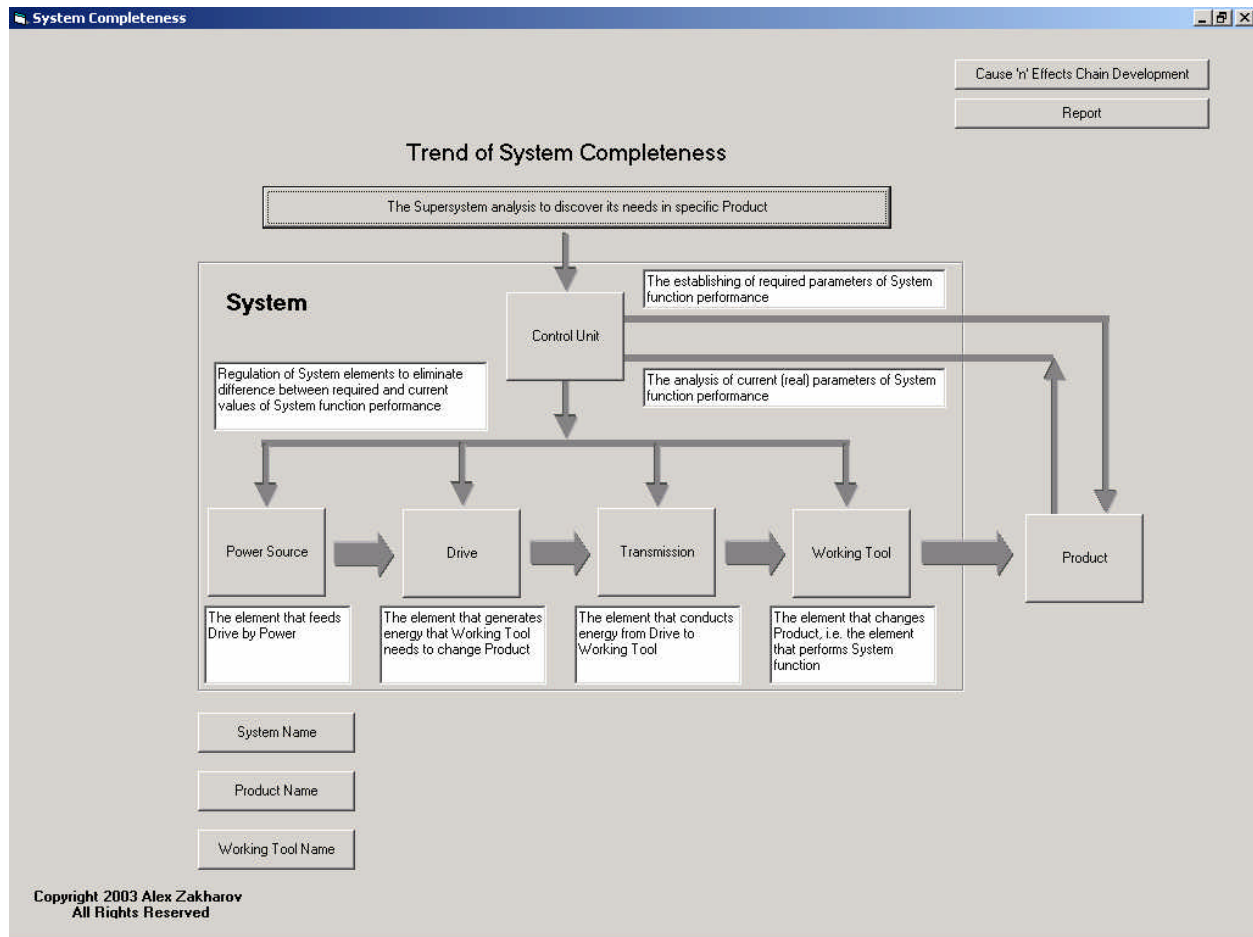 System Completeness
Cause 'n' Effects Chain Development
Report
Trend of System Completeness
The Supersystem analysis to discover its needs in specific Product
System
The establishing of required parameters of System
function performance
Control Unit
Regulation of System elements to eliminate
difference between required and current
values of System function performance
The analysis of current (real) parameters of System
function performance
Power Source
Drive
Transmission
Working Tool
Product
The element that feeds
Drive by Power
The element that generates
energy that Working Tool
needs to change Product
The element that conducts
energy from Drive to
Working Tool
The element that changes
Product, i.e. the element
that performs System
function
System Name
Product Name
Working Tool Name
Copyright 2003 Alex Zakharov
All Rights Reserved